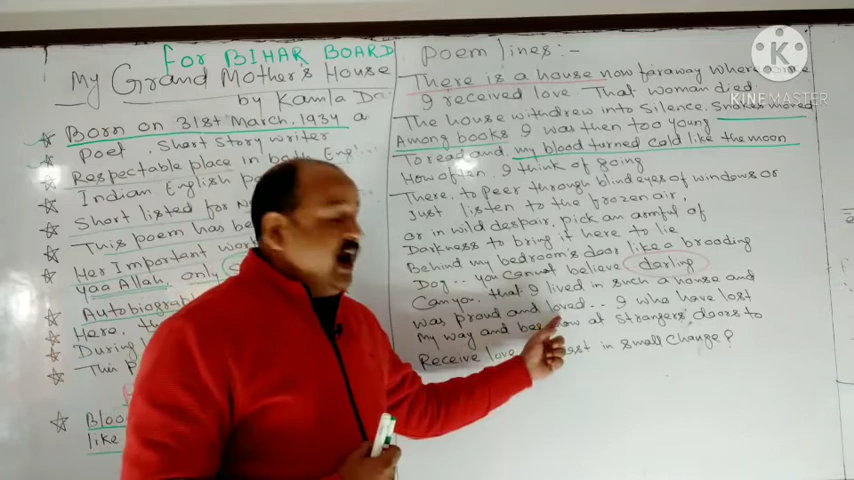 FOR BIHAR BOARD
My Grand Mother's House
by Kamla Da
Born on 31st March, 1934 a
Poet, Short story writer
Respectable place in both Eng
Indian English po
Short listed for
This poem has be
Her Important wor
Yaa Allah, only
Autobiograph
Here, th
During
This P
Bloo
like
Poem lines:-
There is a house now faraway where
I received love. That woman died
The house withdrew into Silence, Snakes moved
Among books I was then too young
To read and, my blood turned cold like the moon
How often I think of going
There, to peer through blind eyes of windows or
Just listen to the frozen air,
or in wild despair, pick an armful of
Darkness to bring it here to lie
Behind my bedroom's door like a brooding
Dog.. you cannot believe darling
Can you, that I lived in such a house and
was proud and loved.. I who have lost
My way and beg now at strangers' doors to
Receive love, st in small change?
KINEMASTER